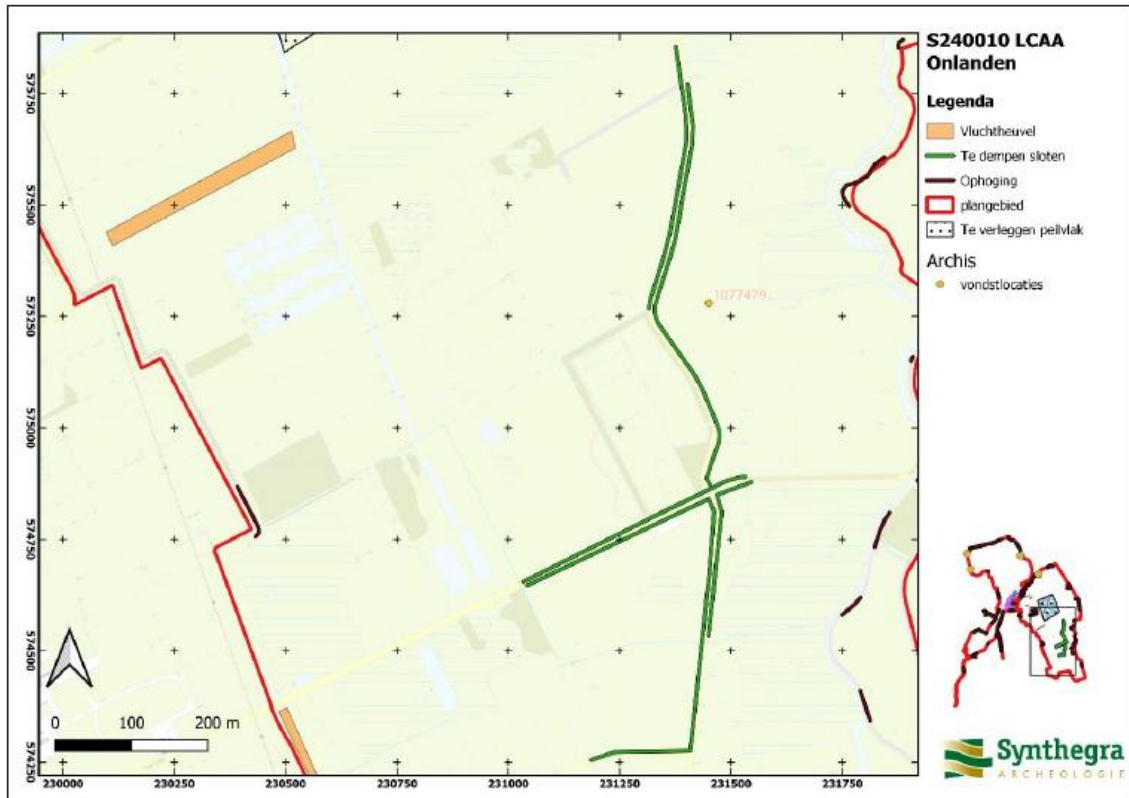 S240010 LCAA
Onlanden
Legenda
Vluchtheuvel
Te dempen sloten
Ophoging
plangebied
Te verleggen peilvlak
Archis
vondstlocaties
1077479
575750
575500
575250
575000
574750
574500
574250
0 100 200 m
230000 230250 230500 230750 231000 231250 231500 231750
Synthegra
ARCHEOLOGIE